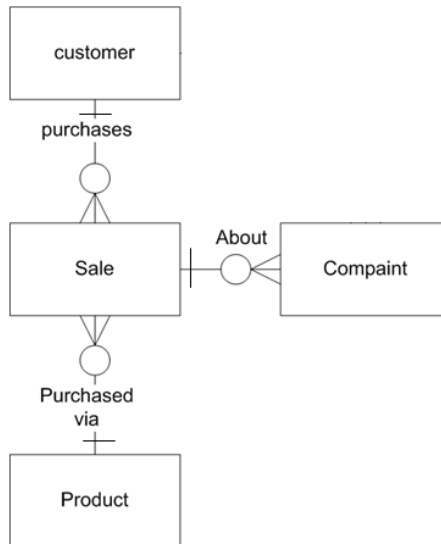 customer
purchases
Sale
About
Compaint
Purchased
via
Product